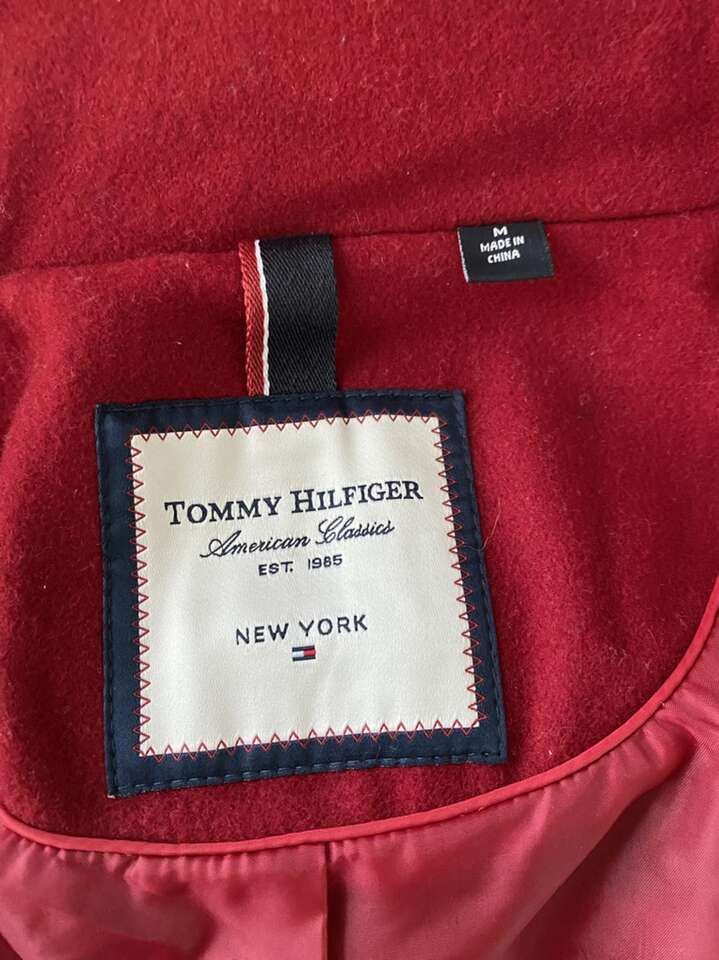 M
MADE IN
CHINA
TOMMY HILFIGER
American Classics
EST. 1985
NEW YORK